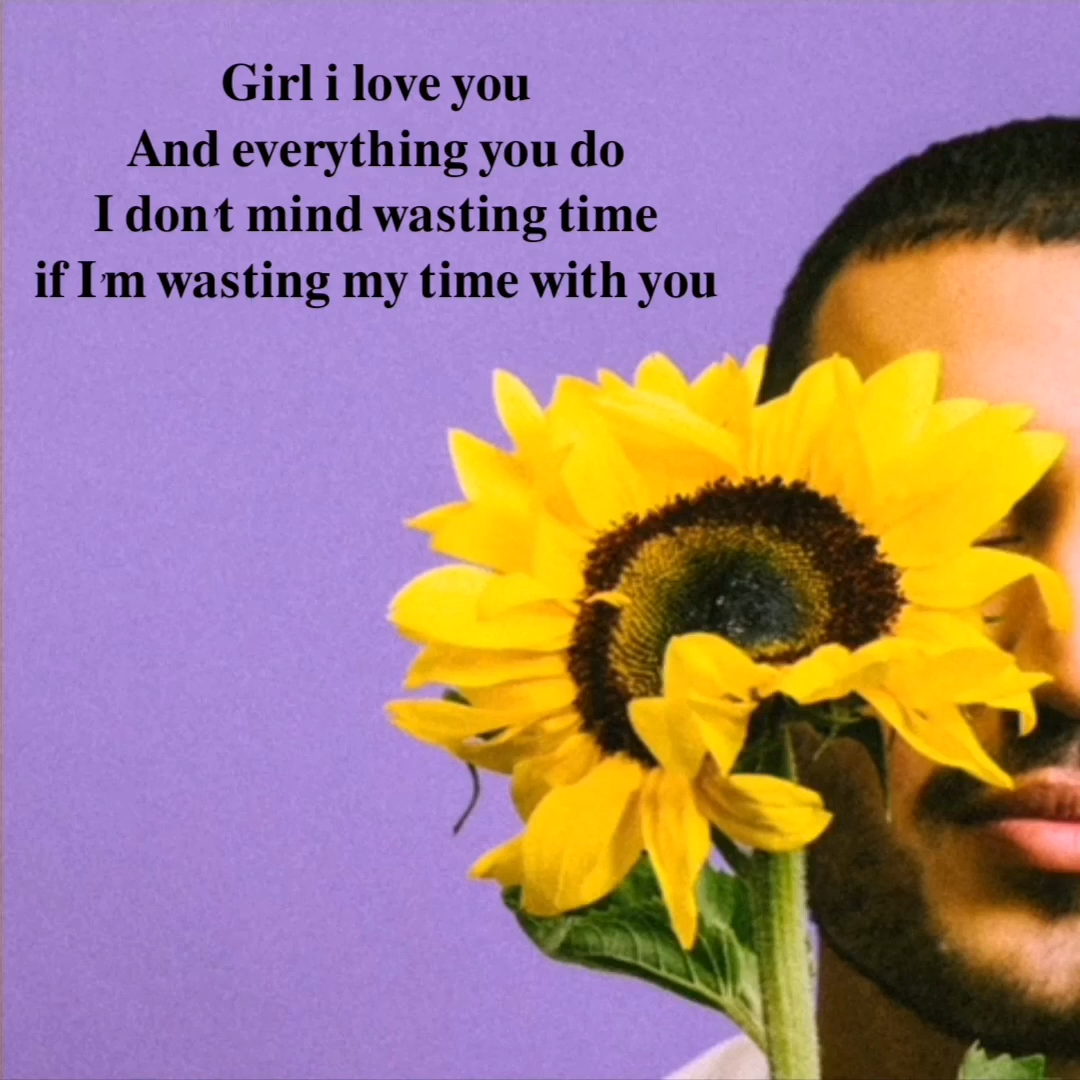 Girl i love you
And everything you do
I don't mind wasting time
if I'm wasting my time with you